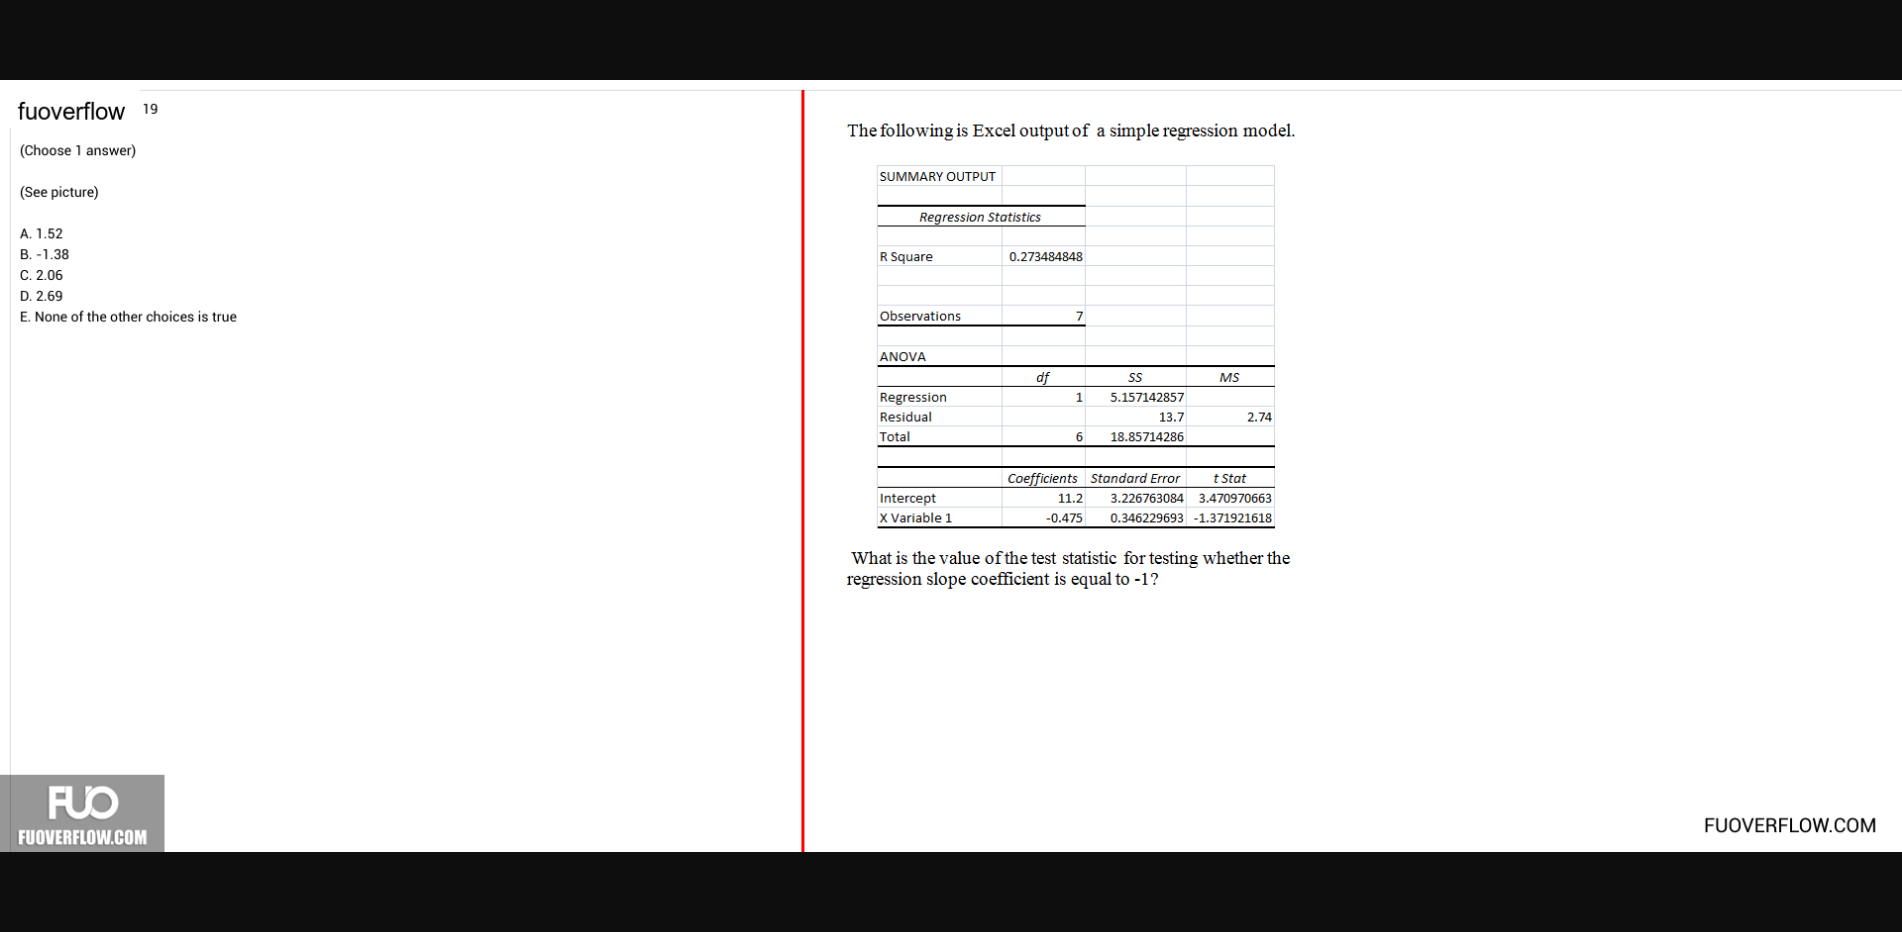 fuoverflow 19
(Choose 1 answer)
(See picture)
A. 1.52
B. -1.38
C. 2.06
D. 2.69
E. None of the other choices is true
FUO
FUOVERFLOW.COM
The following is Excel output of a simple regression model.
SUMMARY OUTPUT
Regression Statistics
R Square 0.273484848
Observations 7
ANOVA
df SS MS
Regression 1 5.157142857
Residual 13.7 2.74
Total 6 18.85714286
Coefficients Standard Error t Stat
Intercept 11.2 3.226763084 3.470970663
X Variable 1 -0.475 0.346229693 -1.371921618
What is the value of the test statistic for testing whether the
regression slope coefficient is equal to -1?
FUOVERFLOW.COM